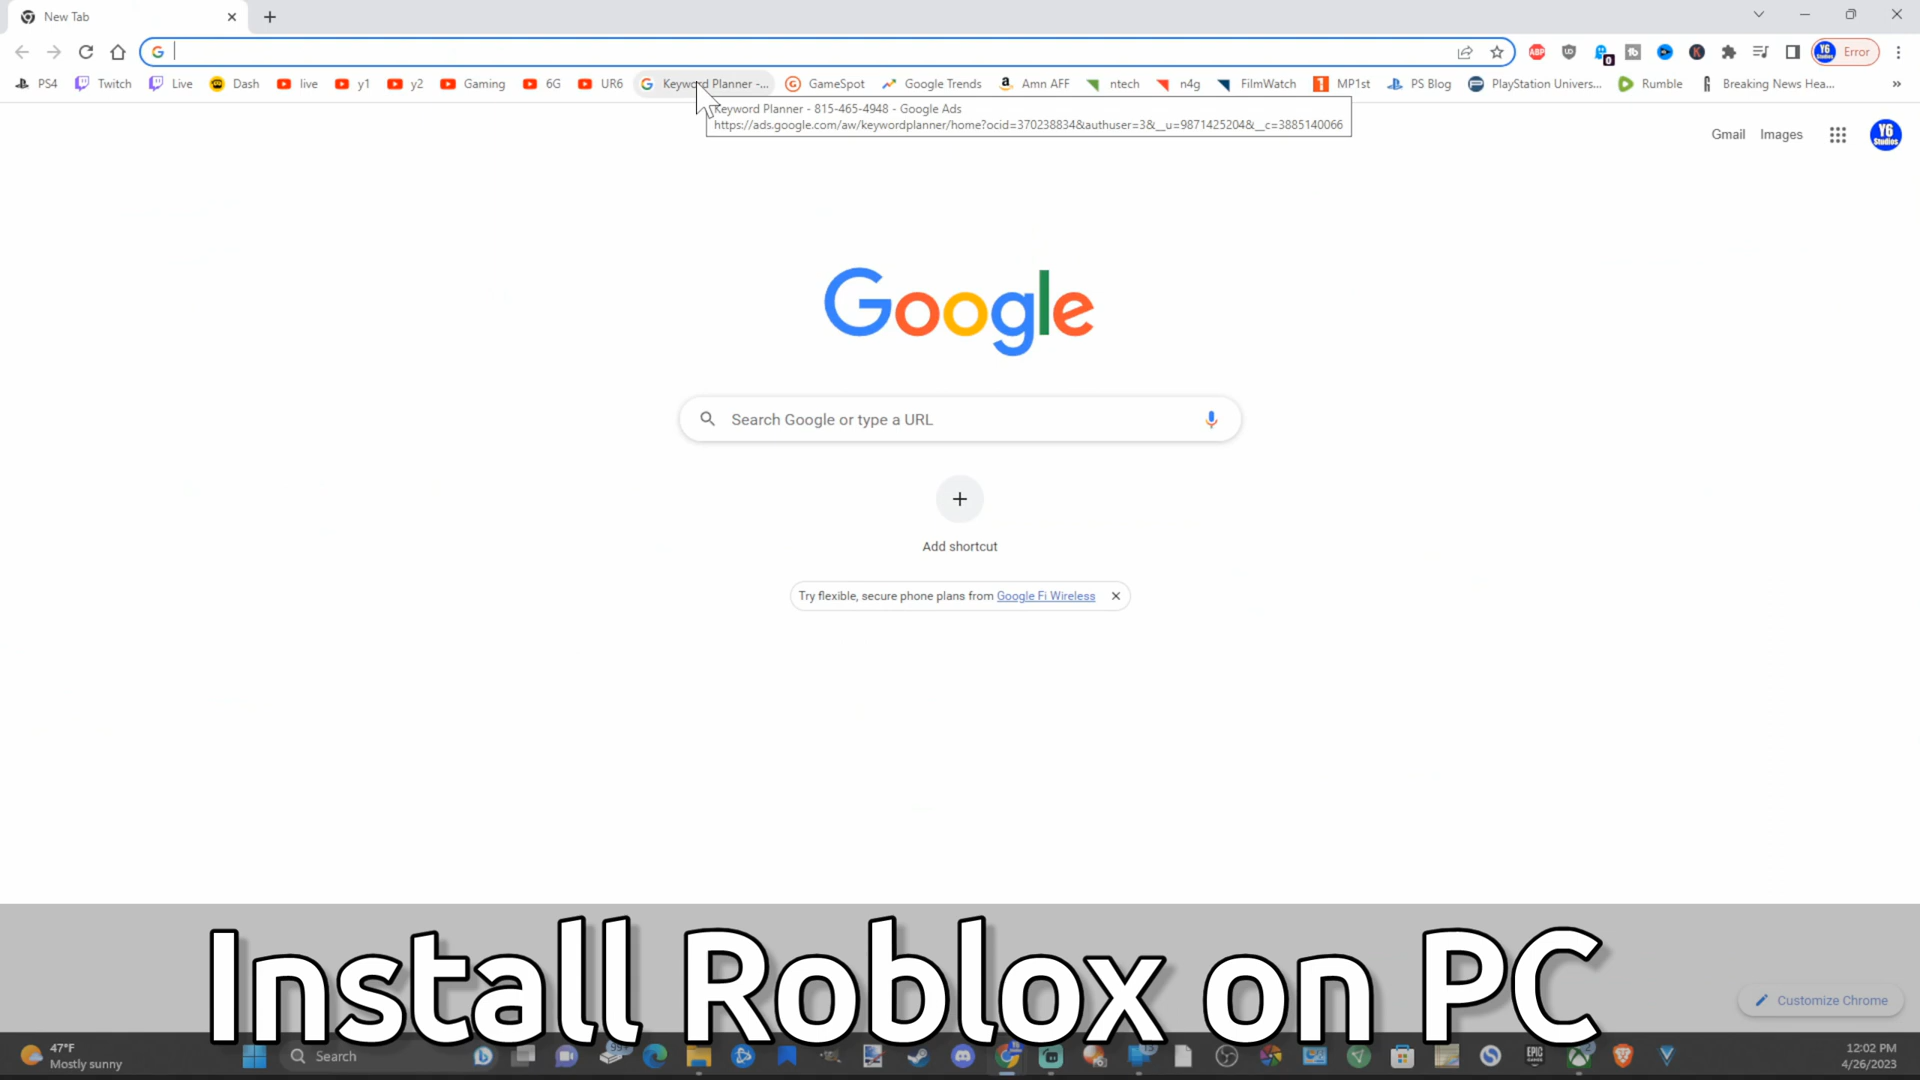 New Tab
Error
PS4 Twitch Live Dash live y1 y2 Gaming 6G UR6 Keyword Planner -... GameSpot Google Trends Amn AFF ntech n4g FilmWatch MP1st PS Blog PlayStation Univers... Rumble Breaking News Hea... »
Keyword Planner - 815-465-4948 - Google Ads
https://ads.google.com/aw/keywordplanner/home?ocid=370238834&authuser=3&__u=9871425204&__c=3885140066
Gmail Images
Y6
Studios
Google
Search Google or type a URL
Add shortcut
Try flexible, secure phone plans from Google Fi Wireless
Install Roblox on PC
Customize Chrome
47°F
Mostly sunny
Search
99+
EPIC
12:02 PM
4/26/2023